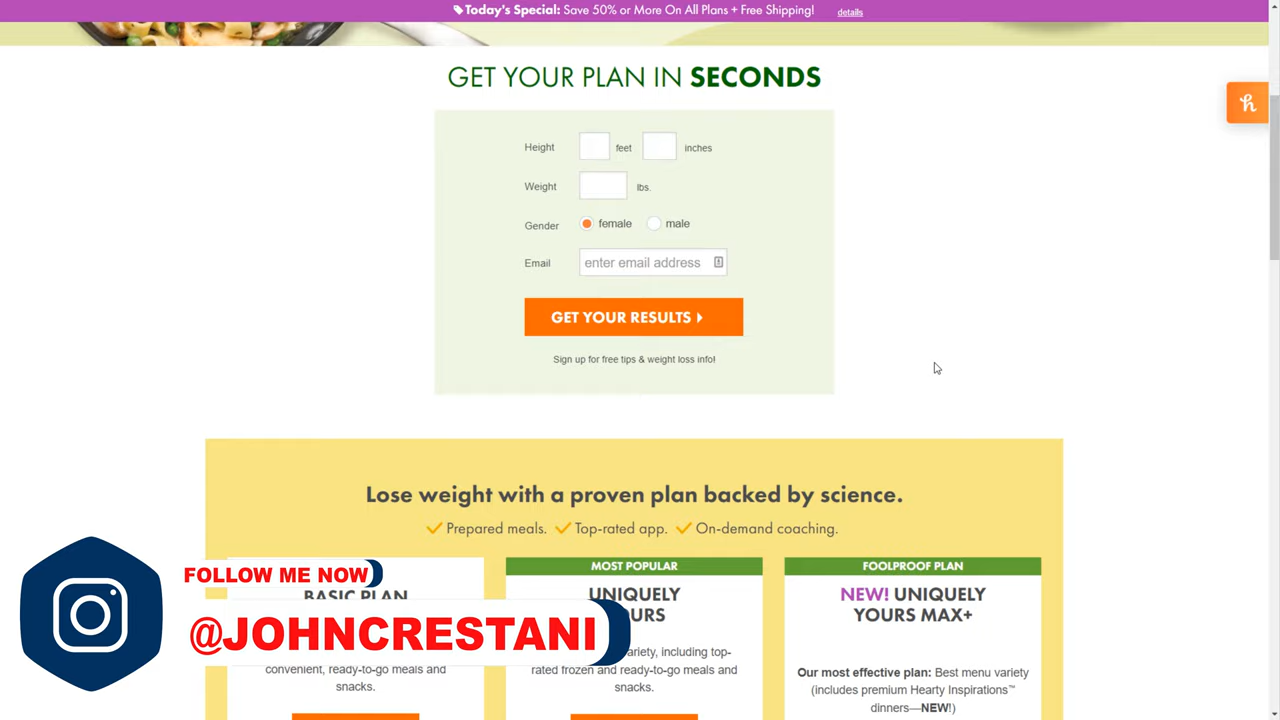 Today's Special: Save 50% or More On All Plans + Free Shipping! details
GET YOUR PLAN IN SECONDS
Height feet inches
Weight lbs.
Gender female male
Email enter email address
GET YOUR RESULTS
Sign up for free tips & weight loss info!
Lose weight with a proven plan backed by science.
Prepared meals. Top-rated app. On-demand coaching.
BASIC PLAN
convenient, ready-to-go meals and
snacks.
MOST POPULAR
UNIQUELY
variety, including top-
rated frozen and ready-to-go meals and
snacks.
FOOLPROOF PLAN
NEW! UNIQUELY
YOURS MAX+
Our most effective plan: Best menu variety
(includes premium Hearty Inspirations™
dinners—NEW!)
FOLLOW ME NOW
@JOHNCRESTANI